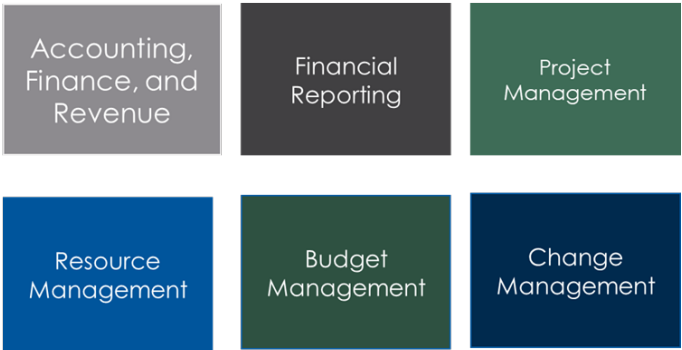 Accounting,
Finance, and
Revenue
Financial
Reporting
Project
Management
Resource
Management
Budget
Management
Change
Management